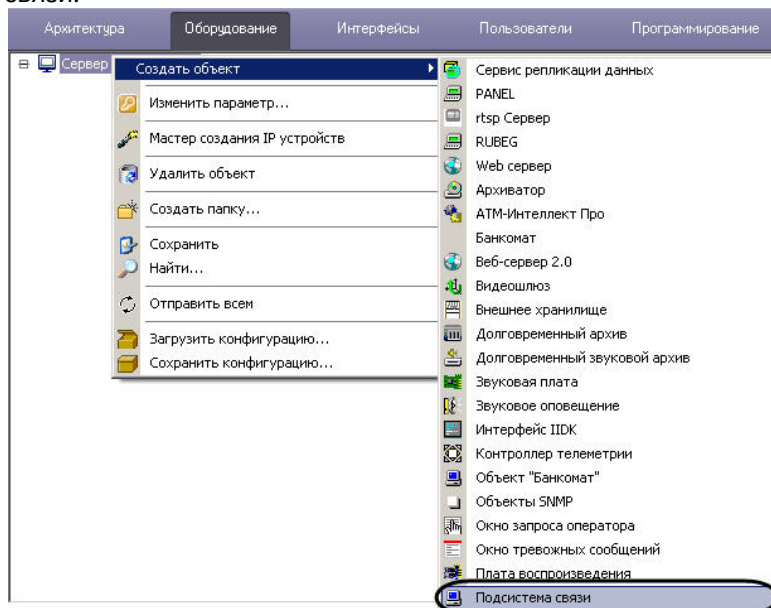 связи.
Архитектура Оборудование Интерфейсы Пользователи Программирование
Сервер
Создать объект
Изменить параметр...
Мастер создания IP устройств
Удалить объект
Создать папку...
Сохранить
Найти...
Отправить всем
Загрузить конфигурацию...
Сохранить конфигурацию...
Сервис репликации данных
PANEL
rtsp Сервер
RUBEG
Web сервер
Архиватор
АТМ-Интеллект Про
Банкомат
Веб-сервер 2.0
Видеошлюз
Внешнее хранилище
Долговременный архив
Долговременный звуковой архив
Звуковая плата
Звуковое оповещение
Интерфейс IIDK
Контроллер телеметрии
Объект "Банкомат"
Объекты SNMP
Окно запроса оператора
Окно тревожных сообщений
Плата воспроизведения
Подсистема связи